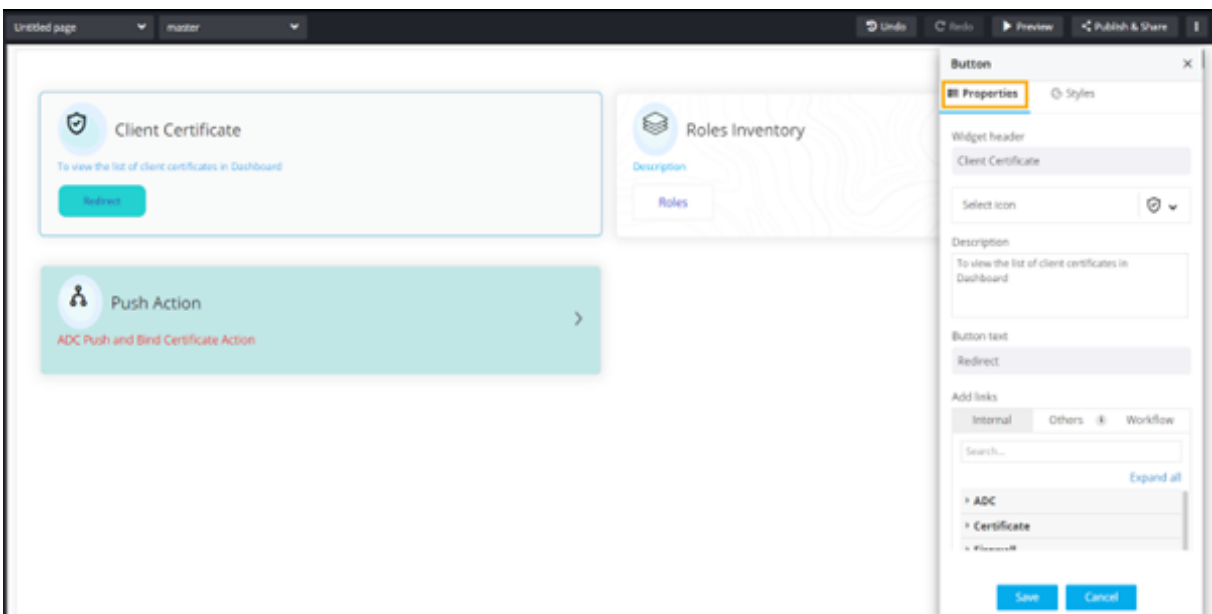 Untitled page
master
Undo
Redo
Preview
Publish & Share
Client Certificate
To view the list of client certificates in Dashboard
Redirect
Roles Inventory
Description
Roles
Push Action
ADC Push and Bind Certificate Action
Button
Properties
Styles
Widget header
Client Certificate
Select Icon
Description
To view the list of client certificates in
Dashboard
Button text
Redirect
Add links
Internal
Others
Workflow
Search...
Expand all
ADC
Certificate
Firewall
Save
Cancel